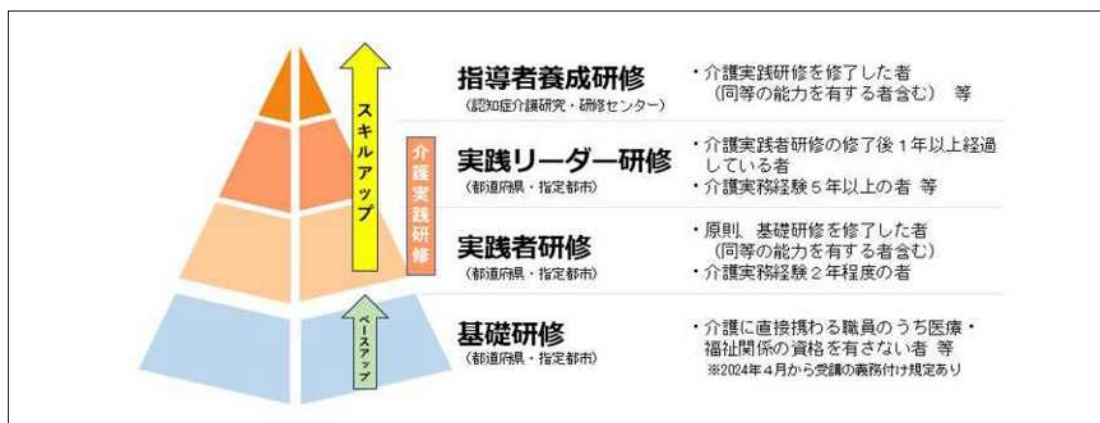 スキルアップ
ベースアップ
介護実践研修
指導者養成研修
（認知症介護研究・研修センター）
・介護実践研修を修了した者
（同等の能力を有する者含む） 等
実践リーダー研修
（都道府県・指定都市）
・介護実践者研修の修了後１年以上経過
している者
・介護実務経験５年以上の者 等
実践者研修
（都道府県・指定都市）
・原則、基礎研修を修了した者
（同等の能力を有する者含む）
・介護実務経験２年程度の者
基礎研修
（都道府県・指定都市）
・介護に直接携わる職員のうち医療・
福祉関係の資格を有さない者 等
※2024年４月から受講の義務付け規定あり